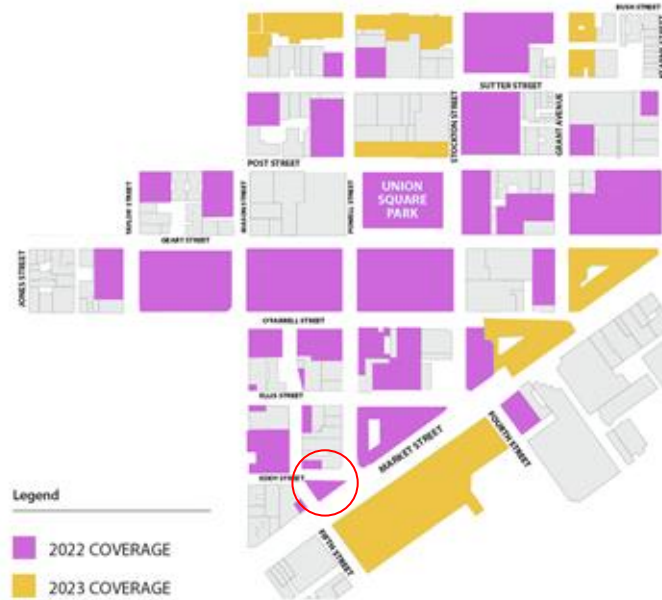 BUSH STREET
KEARNY STREET
SUTTER STREET
STOCKTON STREET
GRANT AVENUE
POST STREET
TAYLOR STREET
MASON STREET
POWELL STREET
UNION
SQUARE
PARK
GEARY STREET
JONES STREET
O'FARRELL STREET
ELLIS STREET
MARKET STREET
FOURTH STREET
EDDY STREET
FIFTH STREET
Legend
2022 COVERAGE
2023 COVERAGE